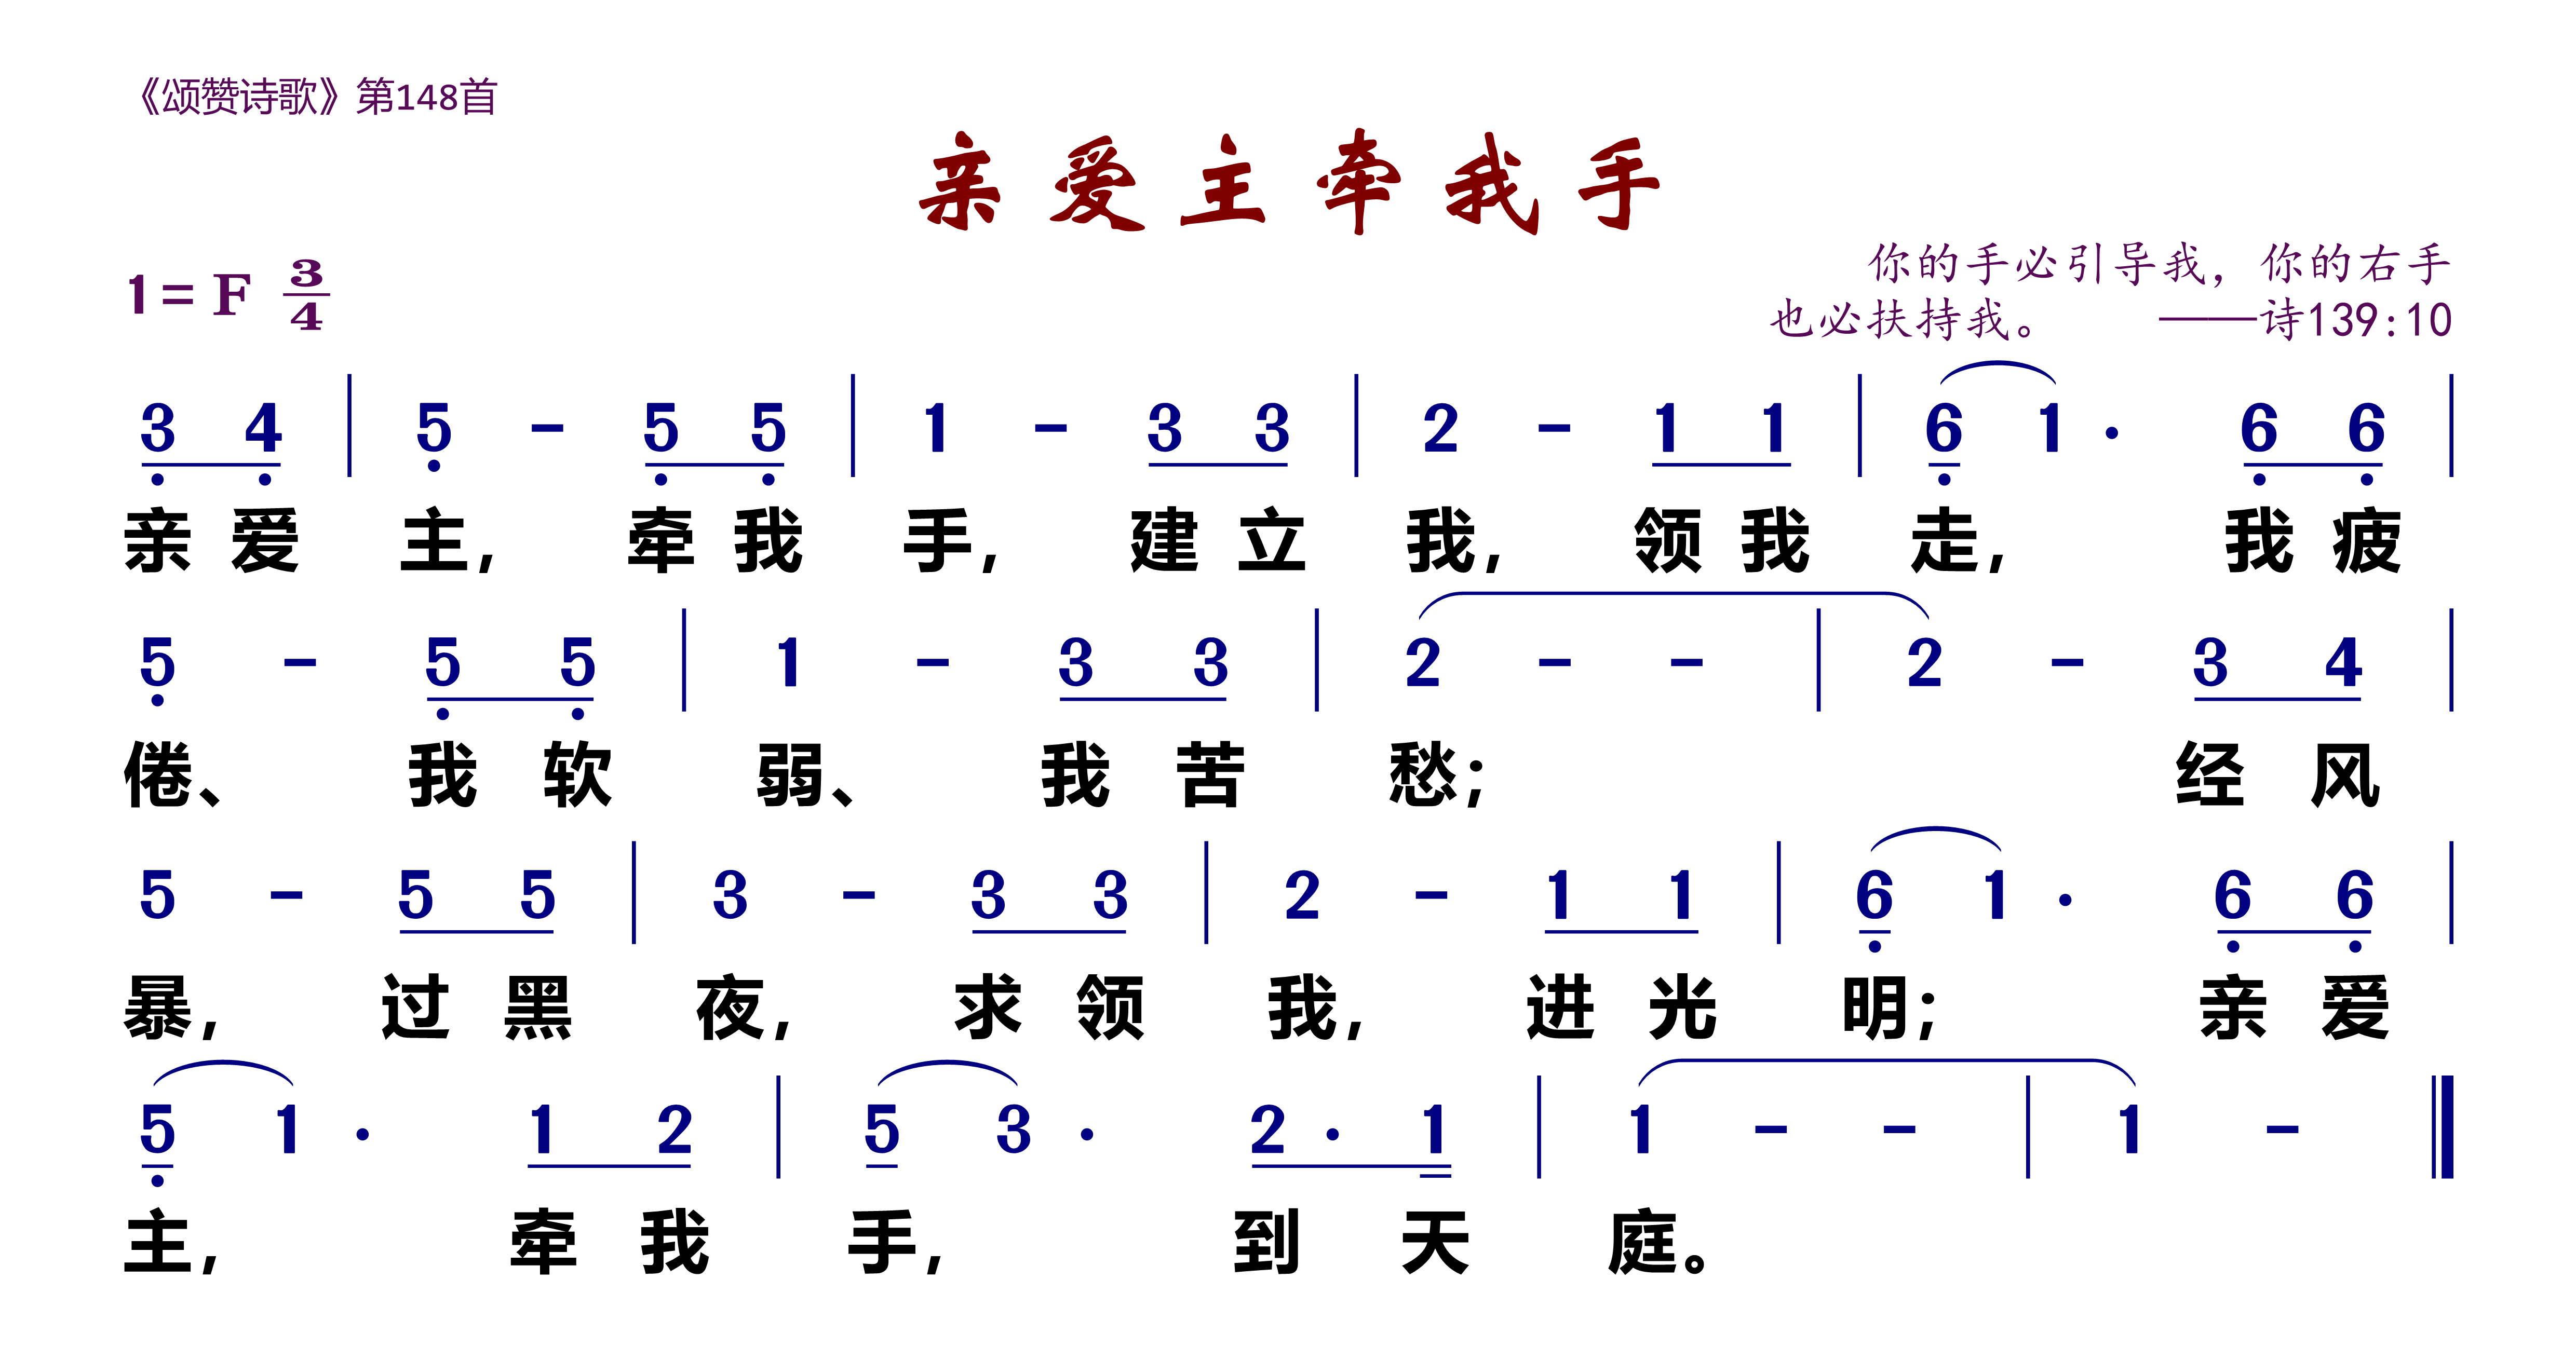 《颂赞诗歌》第148首
亲爱主牵我手
1=F 3/4
你的手必引导我，你的右手
也必扶持我。 ——诗139:10
3 4 | 5 - 5 5 | 1 - 3 3 | 2 - 1 1 | 6 1 · 6 6 |
亲爱 主， 牵我 手， 建立 我， 领我 走， 我疲
5 - 5 5 | 1 - 3 3 | 2 - - | 2 - 3 4 |
倦、 我软 弱、 我苦 愁； 经风
5 - 5 5 | 3 - 3 3 | 2 - 1 1 | 6 1 · 6 6 |
暴， 过黑 夜， 求领 我， 进光 明； 亲爱
5 1 · 1 2 | 5 3 · 2 · 1 | 1 - - | 1 - ‖
主， 牵我 手， 到天 庭。